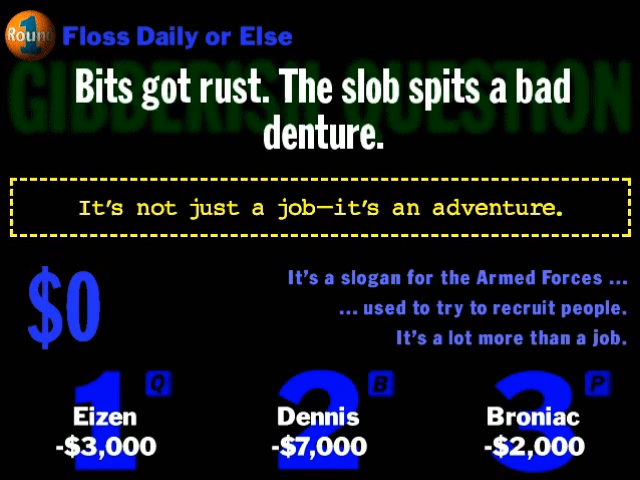 Round 1 Floss Daily or Else
GIBBERISH QUESTION
Bits got rust. The slob spits a bad
denture.
It's not just a job—it's an adventure.
$0
It's a slogan for the Armed Forces ...
... used to try to recruit people.
It's a lot more than a job.
1 Q 2 B 3 P
Eizen Dennis Broniac
-$3,000 -$7,000 -$2,000